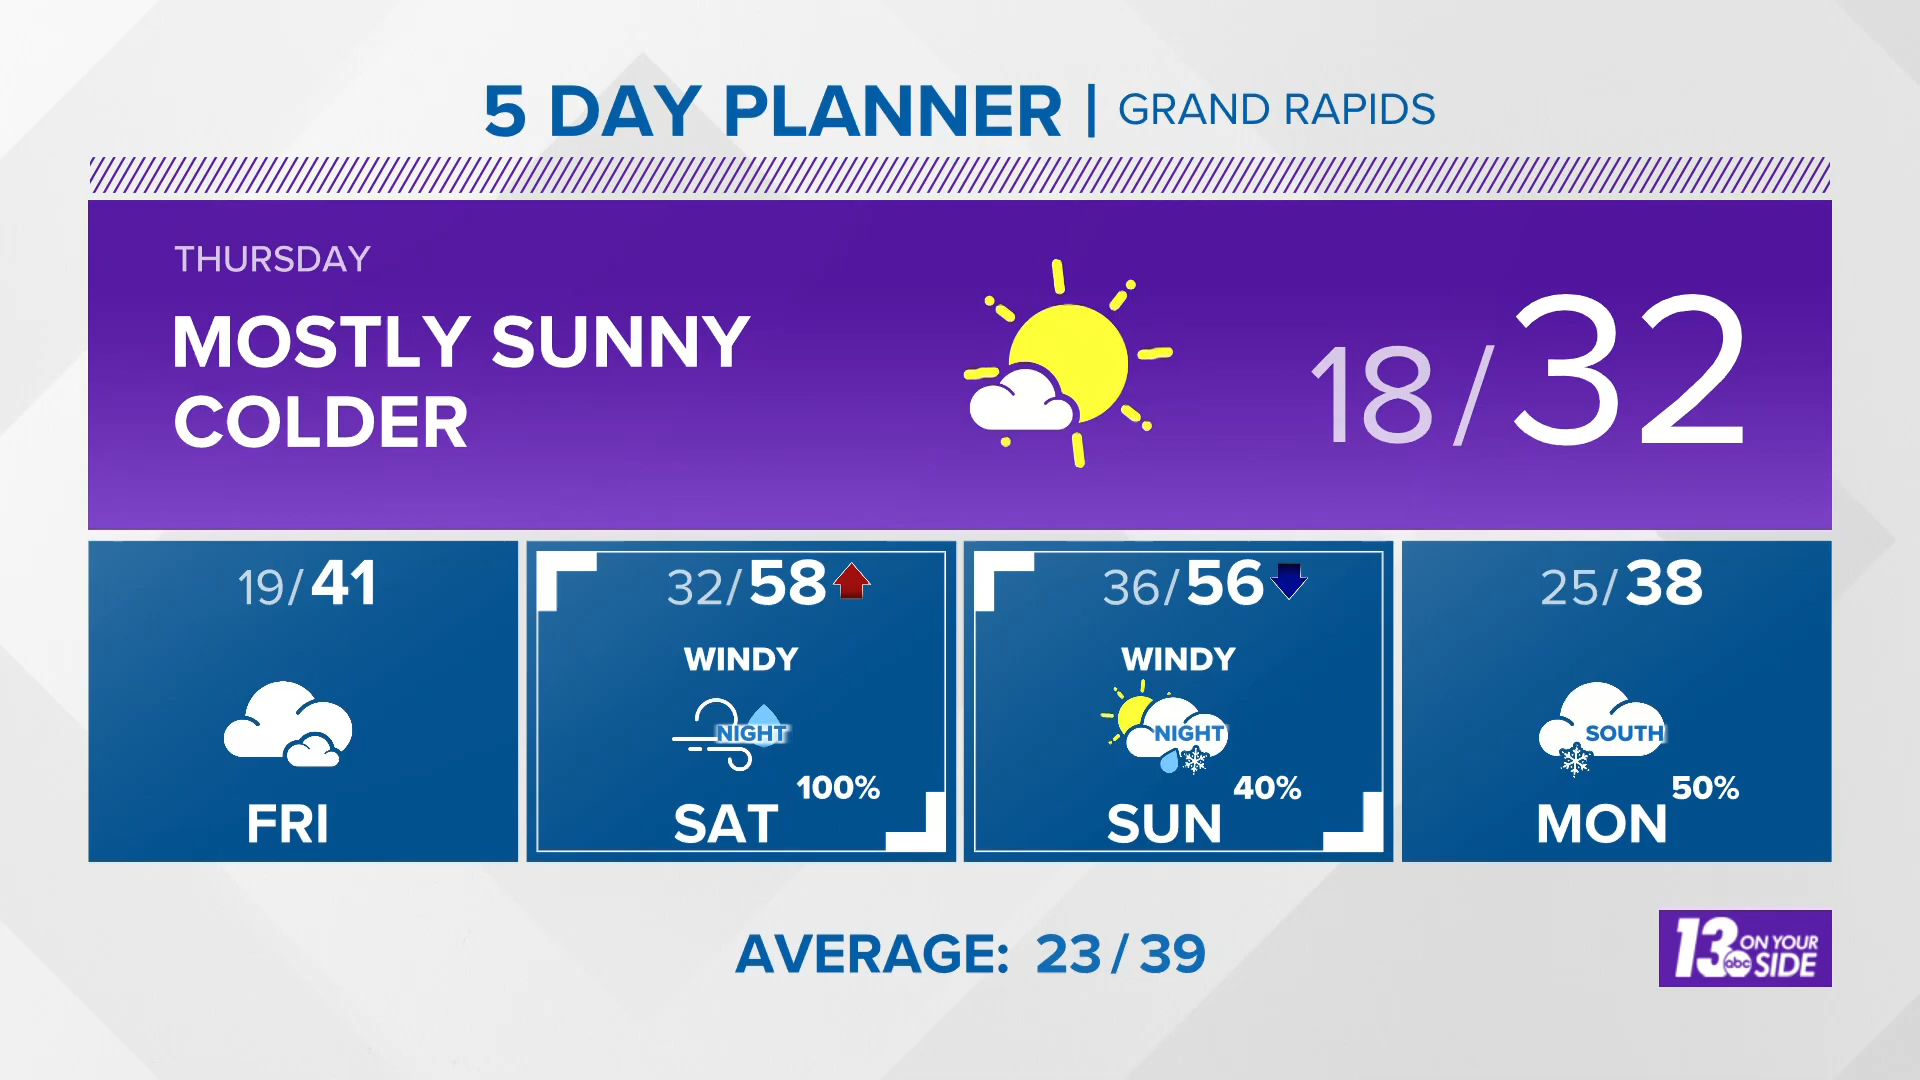 5 DAY PLANNER | GRAND RAPIDS
THURSDAY
MOSTLY SUNNY
COLDER
18/32
19/41
FRI
32/58
WINDY
NIGHT
100%
SAT
36/56
WINDY
NIGHT
40%
SUN
25/38
SOUTH
50%
MON
AVERAGE: 23/39
13 ON YOUR
abc SIDE